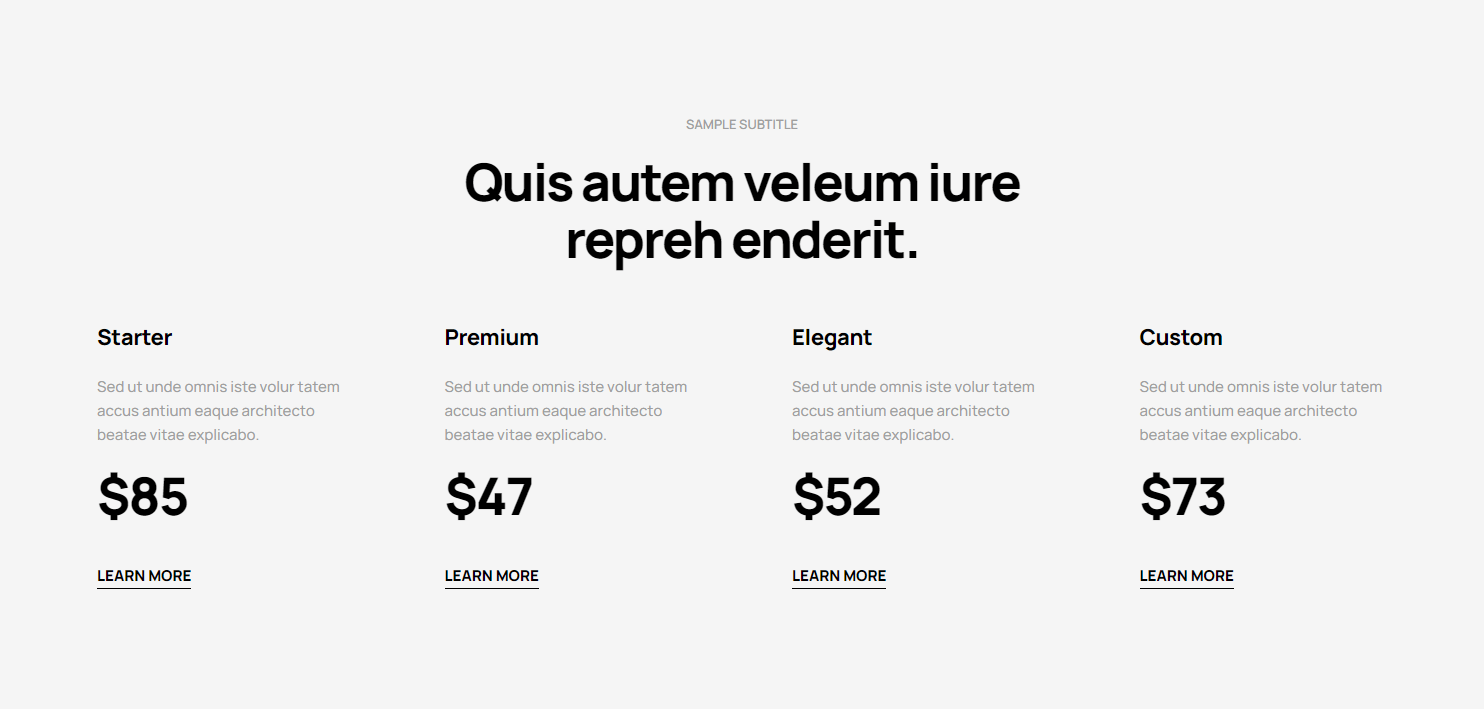 SAMPLE SUBTITLE
Quis autem veleum iure
repreh enderit.
Starter
Sed ut unde omnis iste volur tatem
accus antium eaque architecto
beatae vitae explicabo.
$85
LEARN MORE
Premium
Sed ut unde omnis iste volur tatem
accus antium eaque architecto
beatae vitae explicabo.
$47
LEARN MORE
Elegant
Sed ut unde omnis iste volur tatem
accus antium eaque architecto
beatae vitae explicabo.
$52
LEARN MORE
Custom
Sed ut unde omnis iste volur tatem
accus antium eaque architecto
beatae vitae explicabo.
$73
LEARN MORE